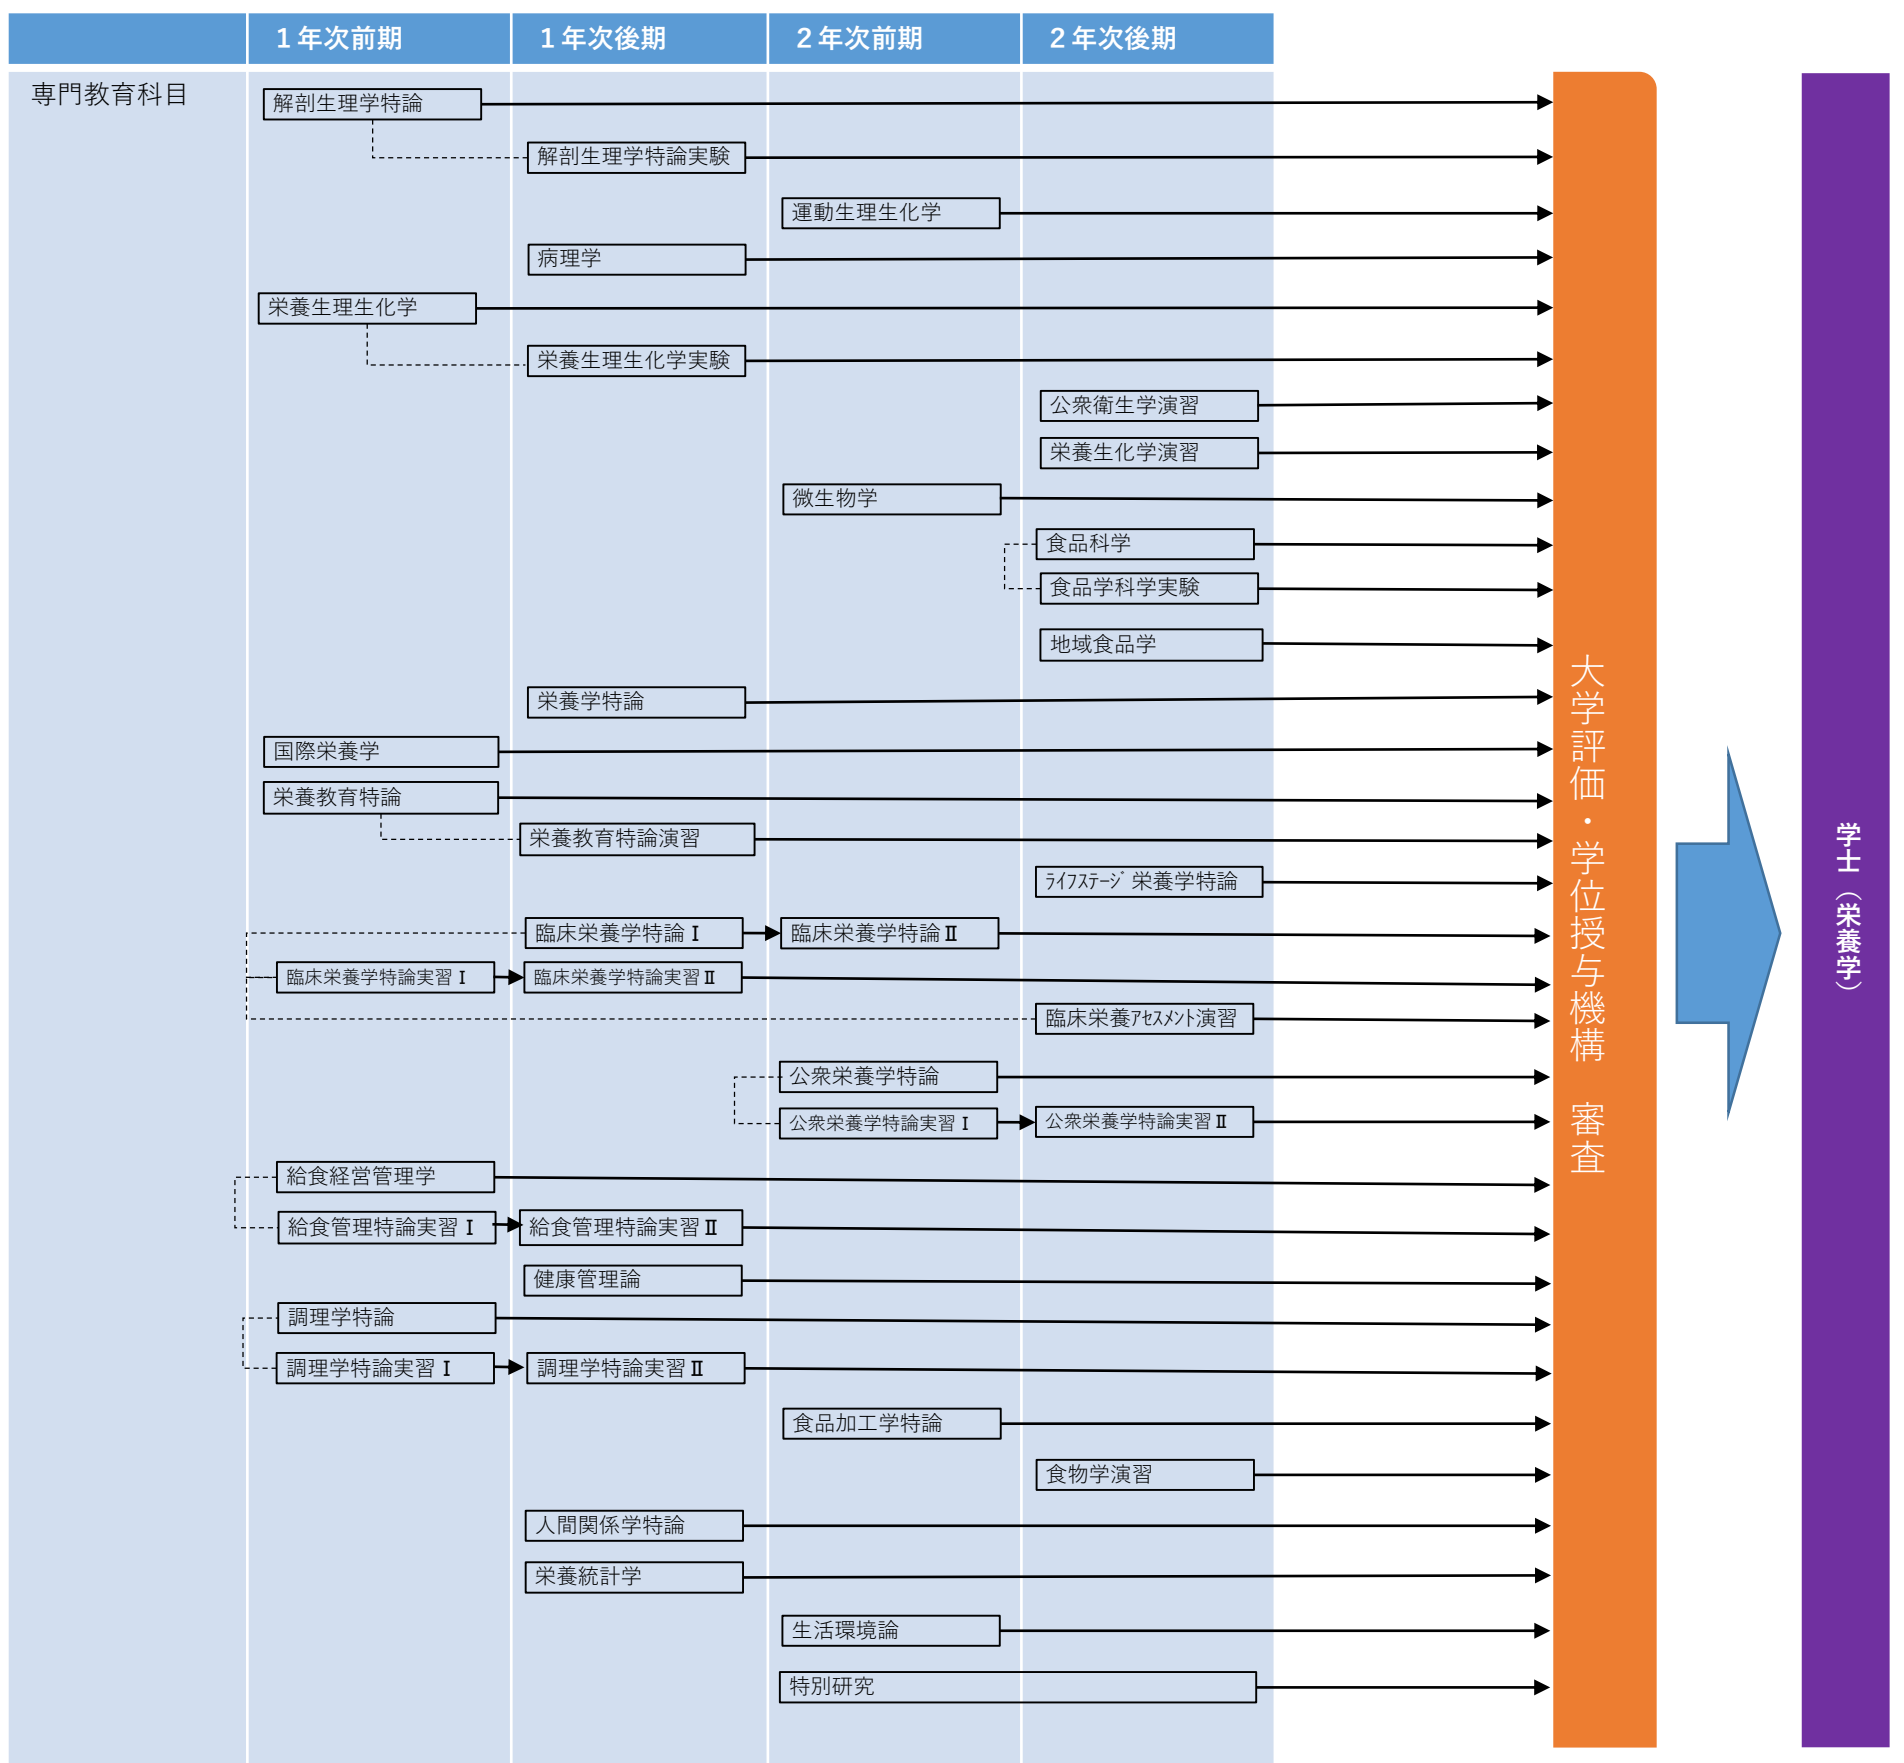 １年次前期
１年次後期
２年次前期
２年次後期
専門教育科目
解剖生理学特論
解剖生理学特論実験
運動生理生化学
病理学
栄養生理生化学
栄養生理生化学実験
公衆衛生学演習
栄養生化学演習
微生物学
食品科学
食品学科学実験
地域食品学
栄養学特論
国際栄養学
栄養教育特論
栄養教育特論演習
ﾗｲﾌｽﾃｰｼﾞ栄養学特論
臨床栄養学特論Ⅰ
臨床栄養学特論Ⅱ
臨床栄養学特論実習Ⅰ
臨床栄養学特論実習Ⅱ
臨床栄養ｱｾｽﾒﾝﾄ演習
公衆栄養学特論
公衆栄養学特論実習Ⅰ
公衆栄養学特論実習Ⅱ
給食経営管理学
給食管理特論実習Ⅰ
給食管理特論実習Ⅱ
健康管理論
調理学特論
調理学特論実習Ⅰ
調理学特論実習Ⅱ
食品加工学特論
食物学演習
人間関係学特論
栄養統計学
生活環境論
特別研究
大学評価・学位授与機構　審査
学士（栄養学）